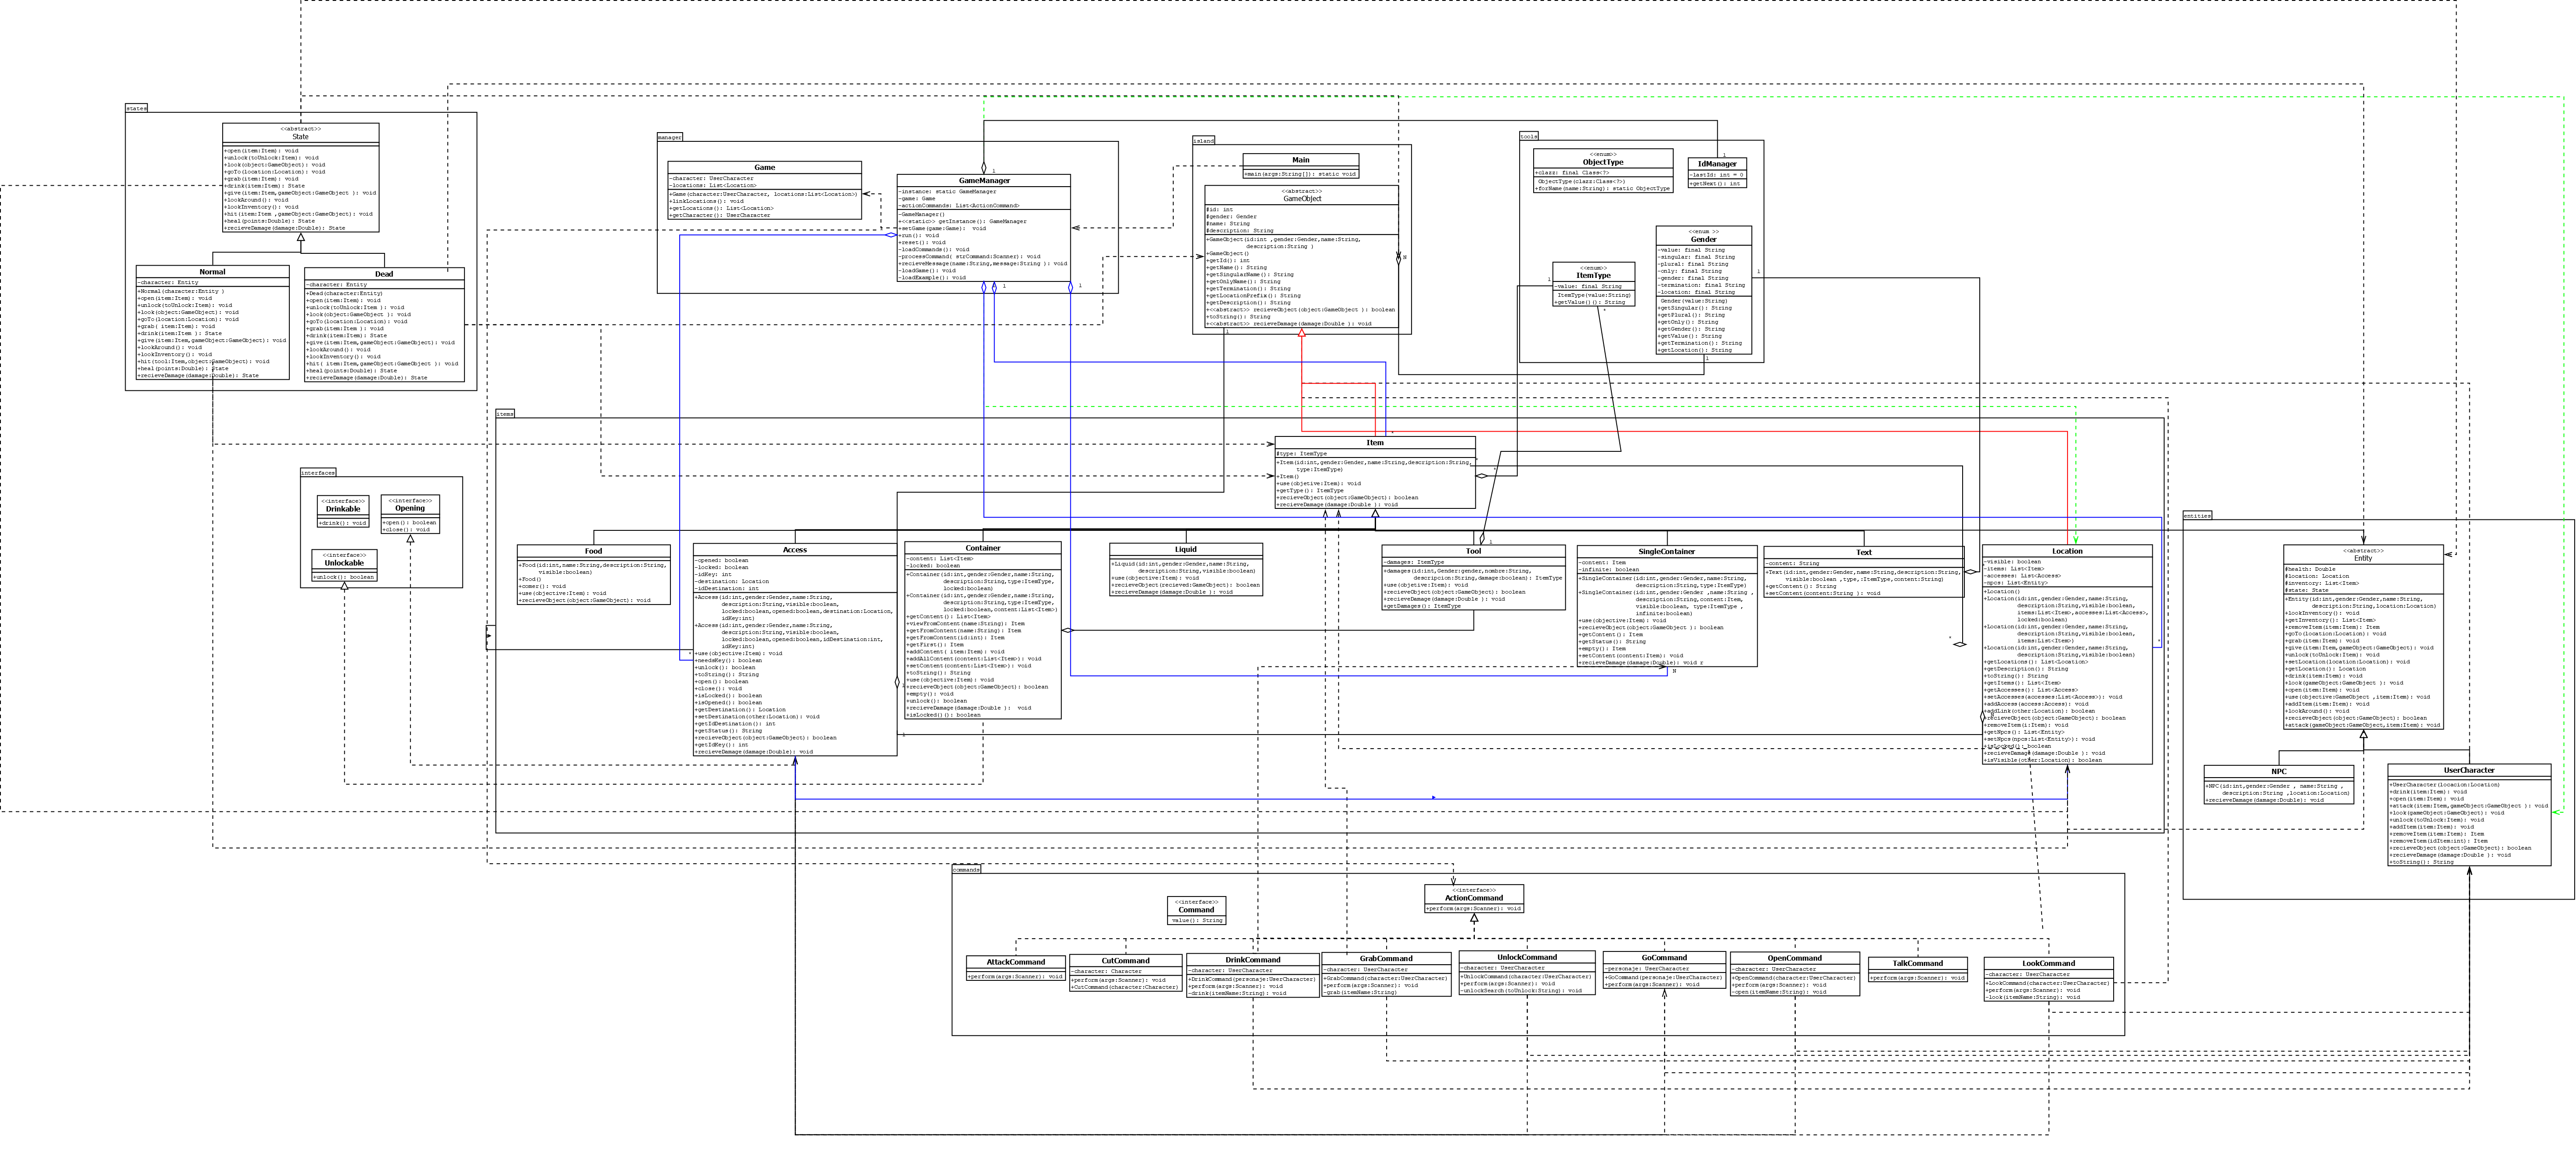 states
<<abstract>>
State
+open(item:Item): void
+unlock(toUnlock:Item): void
+look(object:GameObject): void
+goTo(location:Location): void
+grab(item:Item): void
+drink(item:Item): State
+give(item:Item,gameObject:GameObject ): void
+lookAround(): void
+lookInventory(): void
+hit(item:Item ,gameObject:GameObject): void
+heal(points:Double): State
+recieveDamage(damage:Double): State
Normal
-character: Entity
+Normal(character:Entity )
+open(item:Item): void
+unlock(toUnlock:Item): void
+look(object:GameObject): void
+goTo(location:Location): void
+grab( item:Item): void
+drink(item:Item ): State
+give(item:Item,gameObject:GameObject): void
+lookAround(): void
+lookInventory(): void
+hit(tool:Item,object:GameObject): void
+heal(points:Double): State
+recieveDamage(damage:Double): State
Dead
-character: Entity
+Dead(character:Entity)
+open(item:Item): void
+unlock(toUnlock:Item ): void
+look(object:GameObject ): void
+goTo(location:Location): void
+grab(item:Item ): void
+drink(item:Item): State
+give(item:Item,gameObject:GameObject): void
+lookAround(): void
+lookInventory(): void
+hit( item:Item,gameObject:GameObject ): void
+heal(points:Double): State
+recieveDamage(damage:Double): State
manager
Game
-character: UserCharacter
-locations: List<Location>
+Game(character:UserCharacter, locations:List<Location>)
+linkLocations(): void
+getLocations(): List<Location>
+getCharacter(): UserCharacter
GameManager
-instance: static GameManager
-game: Game
-actionCommands: List<ActionCommand>
-GameManager()
+<<static>> getInstance(): GameManager
+setGame(game:Game):  void
+run(): void
+reset(): void
-loadCommands(): void
-processCommand( strCommand:Scanner): void
+recieveMessage(name:String,message:String ): void
-loadGame(): void
-loadExample(): void
1
1
island
Main
+main(args:String[]): static void
<<abstract>>
GameObject
#id: int
#gender: Gender
#name: String
#description: String
+GameObject(id:int ,gender:Gender,name:String,
description:String )
+GameObject()
+getId(): int
+getName(): String
+getSingularName(): String
+getOnlyName(): String
+getTermination(): String
+getLocationPrefix(): String
+getDescription(): String
+<<abstract>> recieveObject(object:GameObject ): boolean
+toString(): String
+<<abstract>> recieveDamage(damage:Double ): void
N
1
tools
<<enum>>
ObjectType
+clazz: final Class<?>
ObjectType(clazz:Class<?>)
+forName(name:String): static ObjectType
1
IdManager
-lastId: int = 0
+getNext(): int
<<enum>>
ItemType
-value: final String
ItemType(value:String)
+getValue()(): String
1
*
<<enum >>
Gender
-value: final String
-singular: final String
-plural: final String
-only: final String
-gender: final String
-termination: final String
-location: final String
Gender(value:String)
+getSingular(): String
+getPlural(): String
+getOnly(): String
+getGender(): String
+getValue(): String
+getTermination(): String
+getLocation(): String
1
1
interfaces
<<interface>>
Drinkable
+drink(): void
<<interface>>
Opening
+open(): boolean
+close(): void
<<interface>>
Unlockable
+unlock(): boolean
items
Item
#type: ItemType
+Item(id:int,gender:Gender,name:String,description:String,
type:ItemType)
+Item()
+use(objetive:Item): void
+getType(): ItemType
+recieveObject(object:GameObject): boolean
+recieveDamage(damage:Double ): void
*
*
*
Food
+Food(id:int,name:String,description:String,
visible:boolean)
+Food()
+comer(): void
+use(objective:Item): void
+recieveObject(object:GameObject): void
Access
-opened: boolean
-locked: boolean
-idKey: int
-destination: Location
-idDestination: int
+Access(id:int,gender:Gender,name:String,
description:String,visible:boolean,
locked:boolean,opened:boolean,destination:Location,
idKey:int)
+Access(id:int,gender:Gender,name:String,
description:String,visible:boolean,
locked:boolean,opened:boolean,idDestination:int,
idKey:int)
+use(objective:Item): void
+needsKey(): boolean
+unlock(): boolean
+toString(): String
+open(): boolean
+close(): void
+isLocked(): boolean
+isOpened(): boolean
+getDestination(): Location
+setDestination(other:Location): void
+getIdDestination(): int
+getStatus(): String
+recieveObject(object:GameObject): boolean
+getIdKey(): int
+recieveDamage(damage:Double): void
*
1
1
Container
-content: List<Item>
-locked: boolean
+Container(id:int,gender:Gender,name:String,
description:String,type:ItemType,
locked:boolean)
+Container(id:int,gender:Gender,name:String,
description:String,type:ItemType,
locked:boolean,content:List<Item>)
+getContent(): List<Item>
+viewFromContent(name:String): Item
+getFromContent(name:String): Item
+getFromContent(id:int): Item
+getFirst(): Item
+addContent( item:Item): void
+addAllContent(content:List<Item>): void
+setContent(content:List<Item>): void
+toString(): String
+use(objective:Item): void
+recieveObject(object:GameObject): boolean
+empty(): void
+unlock(): boolean
+recieveDamage(damage:Double ):  void
+isLocked()(): boolean
Liquid
+Liquid(id:int,gender:Gender,name:String,
description:String,visible:boolean)
+use(objective:Item): void
+recieveObject(recieved:GameObject): boolean
+recieveDamage(damage:Double ): void
Tool
-damages: ItemType
+damages(id:int,Gender:gender,nombre:String,
descripcion:String,damage:boolean): ItemType
+use(objective:Item): void
+recieveObject(object:GameObject): boolean
+recieveDamage(damage:Double ): void
+getDamages(): ItemType
1
SingleContainer
-content: Item
-infinite: boolean
+SingleContainer(id:int,gender:Gender,name:String,
description:String,type:ItemType)
+SingleContainer(id:int,gender:Gender ,name:String ,
description:String,content:Item,
visible:boolean, type:ItemType ,
infinite:boolean)
+use(objective:Item): void
+recieveObject(object:GameObject ): boolean
+getContent(): Item
+getStatus(): String
+empty(): Item
+setContent(content:Item): void
+recieveDamage(damage:Double): void r
N
Text
-content: String
+Text(id:int,gender:Gender,name:String,description:String,
visible:boolean ,type:ItemType,content:String)
+getContent(): String
+setContent(content:String ): void
*
Location
-visible: boolean
-items: List<Item>
-accesses: List<Access>
-npcs: List<Entity>
+Location()
+Location(id:int,gender:Gender,name:String,
description:String,visible:boolean,
items:List<Item>,accesses:List<Access>,
locked:boolean)
+Location(id:int,gender:Gender,name:String,
description:String,visible:boolean,
items:List<Item>)
+Location(id:int,gender:Gender,name:String,
description:String,visible:boolean)
+getLocations(): List<Location>
+getDescription(): String
+toString(): String
+getItems(): List<Item>
+getAccesses(): List<Access>
+setAccesses(accesses:List<Access>): void
+addAccess(access:Access): void
+addLink(other:Location): boolean
+recieveObject(object:GameObject): boolean
+removeItem(i:Item): void
+getNpcs(): List<Entity>
+setNpcs(npcs:List<Entity>): void
+isLocked(): boolean
+recieveDamage(damage:Double ): void
+isVisible(other:Location): boolean
*
entities
<<abstract>>
Entity
#health: Double
#location: Location
#inventory: List<Item>
#state: State
+Entity(id:int,gender:Gender,name:String,
description:String,location:Location)
+lookInventory(): void
+getInventory(): List<Item>
+removeItem(item:Item): Item
+goTo(location:Location): void
+grab(item:Item): void
+give(item:Item,gameObject:GameObject): void
+unlock(toUnlock:Item): void
+setLocation(location:Location): void
+getLocation(): Location
+drink(item:Item): void
+look(gameObject:GameObject ): void
+open(item:Item): void
+use(objective:GameObject ,item:Item): void
+addItem(item:Item): void
+lookAround(): void
+recieveObject(object:GameObject): boolean
+attack(gameObject:GameObject,item:Item): void
NPC
+NPC(id:int,gender:Gender , name:String ,
description:String ,location:Location)
+recieveDamage(damage:Double): void
UserCharacter
+UserCharacter(locacion:Location)
+drink(item:Item): void
+open(item:Item): void
+attack(item:Item,gameObject:GameObject ): void
+look(gameObject:GameObject): void
+unlock(toUnlock:Item): void
+addItem(item:Item): void
+removeItem(item:Item): Item
+removeItem(idItem:int): Item
+recieveObject(object:GameObject): boolean
+recieveDamage(damage:Double ): void
+toString(): String
commands
<<interface>>
Command
value(): String
<<interface>>
ActionCommand
+perform(args:Scanner): void
AttackCommand
+perform(args:Scanner): void
CutCommand
-character: Character
+perform(args:Scanner): void
+CutCommand(character:Character)
DrinkCommand
-character: UserCharacter
+DrinkCommand(personaje:UserCharacter)
+perform(args:Scanner): void
-drink(itemName:String): void
GrabCommand
-character: UserCharacter
+GrabCommand(character:UserCharacter)
+perform(args:Scanner): void
-grab(itemName:String)
UnlockCommand
-character: UserCharacter
+UnlockCommand(character:UserCharacter)
+perform(args:Scanner): void
-unlockSearch(toUnlock:String): void
GoCommand
-personaje: UserCharacter
+GoCommand(personaje:UserCharacter)
+perform(args:Scanner): void
OpenCommand
-character: UserCharacter
+OpenCommand(character:UserCharacter)
+perform(args:Scanner): void
-open(itemName:String): void
TalkCommand
+perform(args:Scanner): void
LookCommand
-character: UserCharacter
+LookCommand(character:UserCharacter)
+perform(args:Scanner): void
-look(itemName:String): void